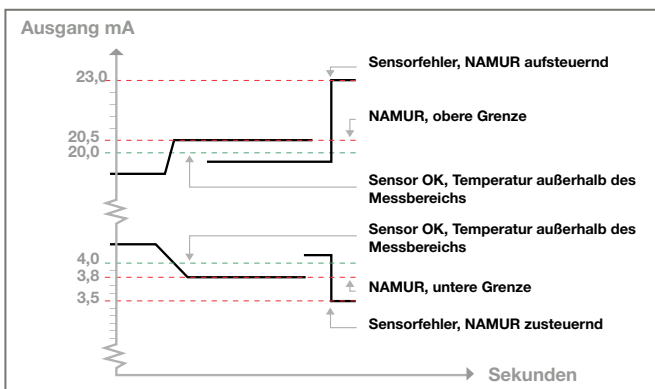 Ausgang mA
Sensorfehler, NAMUR aufsteuernd
23,0
NAMUR, obere Grenze
20,5
20,0
Sensor OK, Temperatur außerhalb des
Messbereichs
Sensor OK, Temperatur außerhalb des
Messbereichs
4,0
3,8
NAMUR, untere Grenze
3,5
Sensorfehler, NAMUR zusteuernd
Sekunden